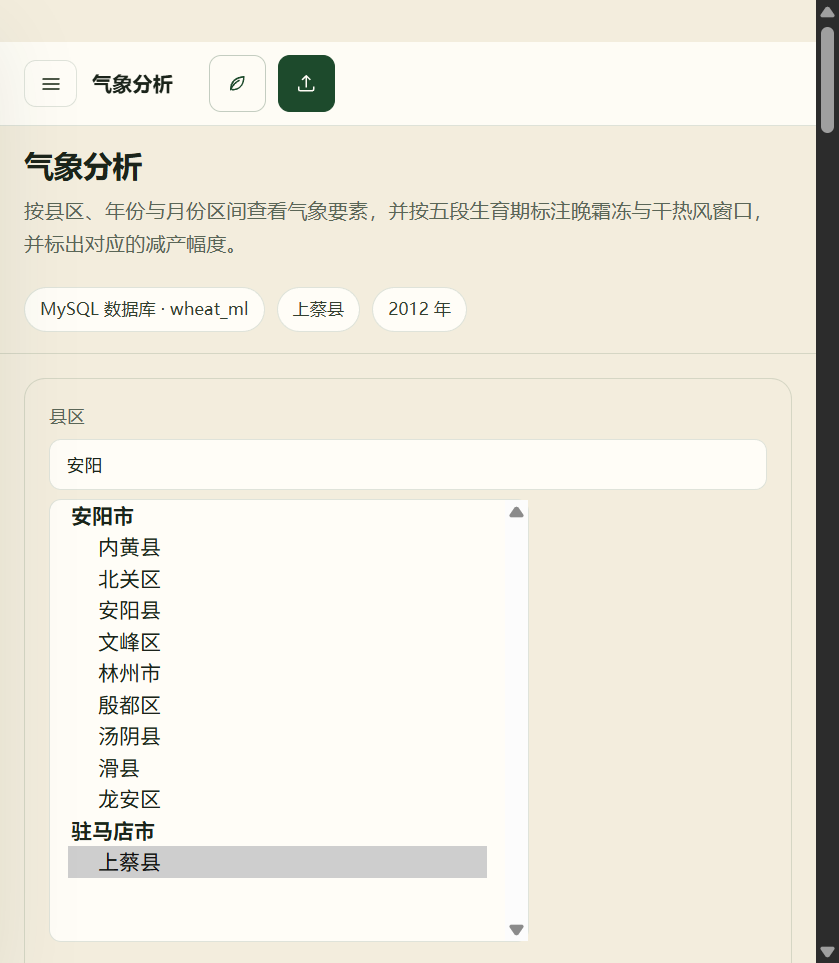 气象分析
气象分析
按县区、年份与月份区间查看气象要素，并按五段生育期标注晚霜冻与干热风窗口，
并标出对应的减产幅度。
MySQL 数据库 · wheat_ml
上蔡县
2012 年
县区
安阳
安阳市
内黄县
北关区
安阳县
文峰区
林州市
殷都区
汤阴县
滑县
龙安区
驻马店市
上蔡县